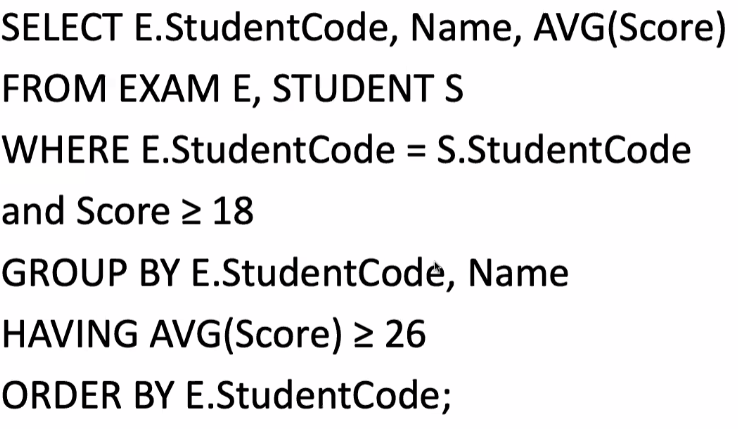 SELECT E.StudentCode, Name, AVG(Score)
FROM EXAM E, STUDENT S
WHERE E.StudentCode = S.StudentCode
and Score ≥ 18
GROUP BY E.StudentCode, Name
HAVING AVG(Score) ≥ 26
ORDER BY E.StudentCode;